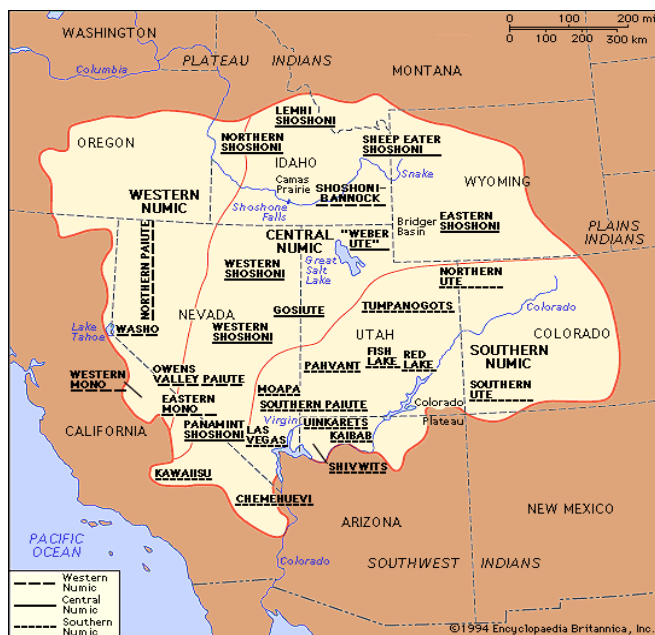 WASHINGTON
PLATEAU INDIANS
Columbia
MONTANA
0 100 200 mi
0 100 200 300 km
OREGON
LEMHI
SHOSHONI
NORTHERN
SHOSHONI
IDAHO
SHEEP EATER
SHOSHONI
Camas
Prairie
Snake
WYOMING
WESTERN
NUMIC
SHOSHONI-
BANNOCK
Shoshone
Falls
Bridger
Basin
EASTERN
SHOSHONI
PLAINS
INDIANS
NORTHERN PAIUTE
CENTRAL
NUMIC
"WEBER
UTE"
WESTERN
SHOSHONI
Great
Salt
Lake
NORTHERN
UTE
TUMPANOGOTS
Colorado
NEVADA
GOSIUTE
Lake
Tahoe
WASHO
WESTERN
SHOSHONI
UTAH
COLORADO
PAHVANT
FISH
LAKE
RED
LAKE
SOUTHERN
NUMIC
WESTERN
MONO
OWENS
VALLEY PAIUTE
MOAPA
SOUTHERN
UTE
EASTERN
MONO
SOUTHERN PAIUTE
Colorado
Plateau
CALIFORNIA
PANAMINT
SHOSHONI
LAS
VEGAS
Virgin
UINKARETS
KAIBAB
KAWAIISU
SHIVWITS
CHEMEHUEVI
ARIZONA
NEW MEXICO
PACIFIC
OCEAN
Colorado
SOUTHWEST INDIANS
Western
Numic
Central
Numic
Southern
Numic
©1994 Encyclopaedia Britannica, Inc.